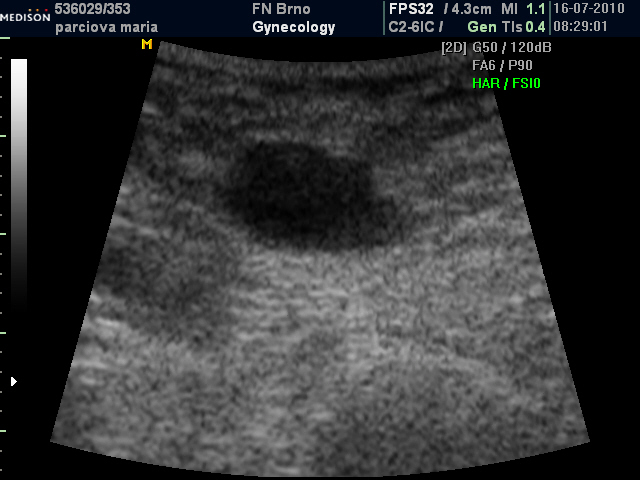 MEDISON
536029/353
parciova maria
FN Brno
Gynecology
FPS32 / 4.3cm MI 1.1
C2-6IC / Gen TIs 0.4
16-07-2010
08:29:01
M
[2D] G50 / 120dB
FA6 / P90
HAR / FSI0